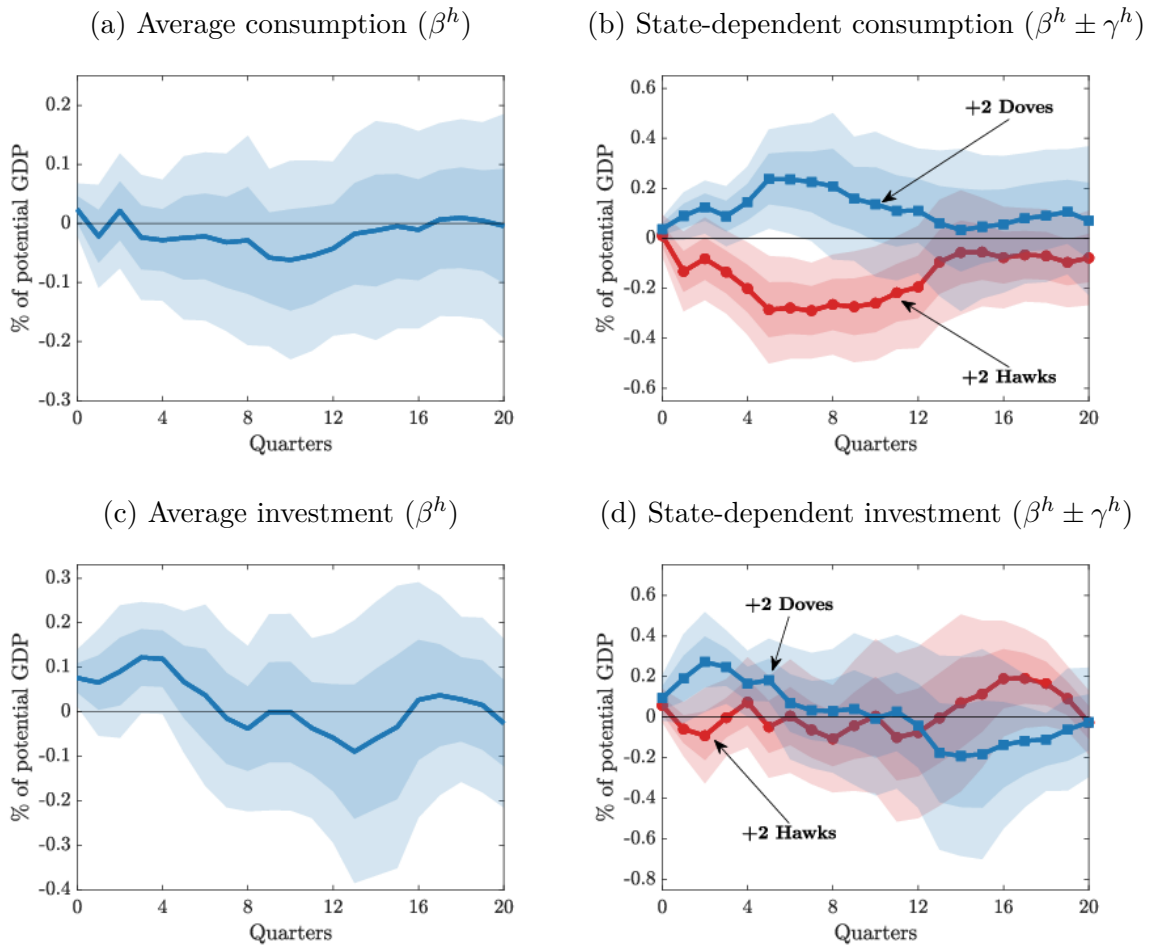 (a) Average consumption (β^h)
(b) State-dependent consumption (β^h ± γ^h)
% of potential GDP
0.2
0.1
0
-0.1
-0.2
-0.3
0 4 8 12 16 20
Quarters
% of potential GDP
0.6
0.4
0.2
0
-0.2
-0.4
-0.6
+2 Doves
+2 Hawks
0 4 8 12 16 20
Quarters
(c) Average investment (β^h)
(d) State-dependent investment (β^h ± γ^h)
% of potential GDP
0.3
0.2
0.1
0
-0.1
-0.2
-0.3
-0.4
0 4 8 12 16 20
Quarters
% of potential GDP
0.6
0.4
0.2
0
-0.2
-0.4
-0.6
-0.8
+2 Doves
+2 Hawks
0 4 8 12 16 20
Quarters